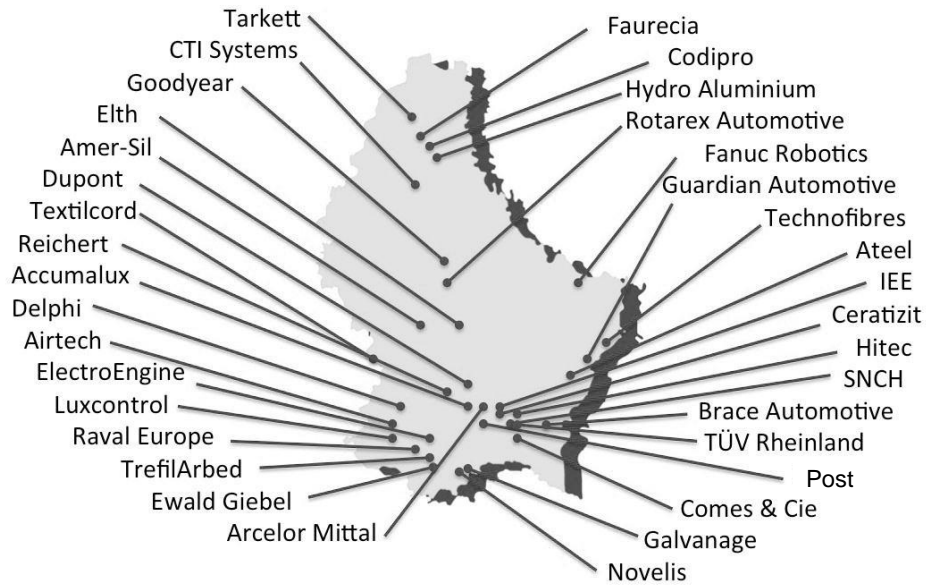 Tarkett
CTI Systems
Goodyear
Elth
Amer-Sil
Dupont
Textilcord
Reichert
Accumalux
Delphi
Airtech
ElectroEngine
Luxcontrol
Raval Europe
TrefilArbed
Ewald Giebel
Arcelor Mittal
Faurecia
Codipro
Hydro Aluminium
Rotarex Automotive
Fanuc Robotics
Guardian Automotive
Technofibres
Ateel
IEE
Ceratizit
Hitec
SNCH
Brace Automotive
TÜV Rheinland
Post
Comes & Cie
Galvanage
Novelis